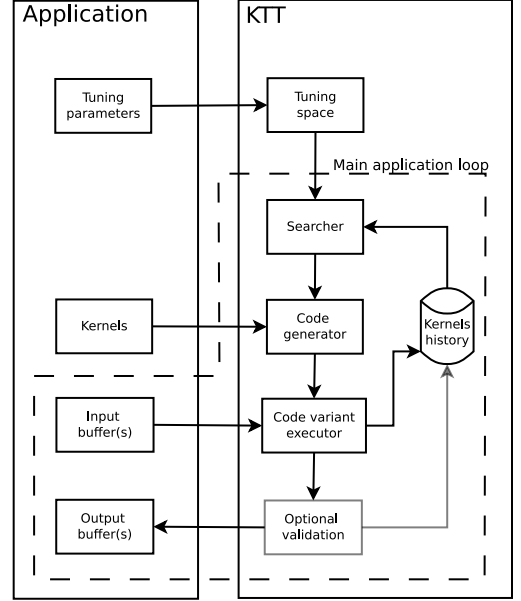 Application
KTT
Tuning
parameters
Tuning
space
Main application loop
Searcher
Kernels
Code
generator
Kernels
history
Input
buffer(s)
Code variant
executor
Output
buffer(s)
Optional
validation